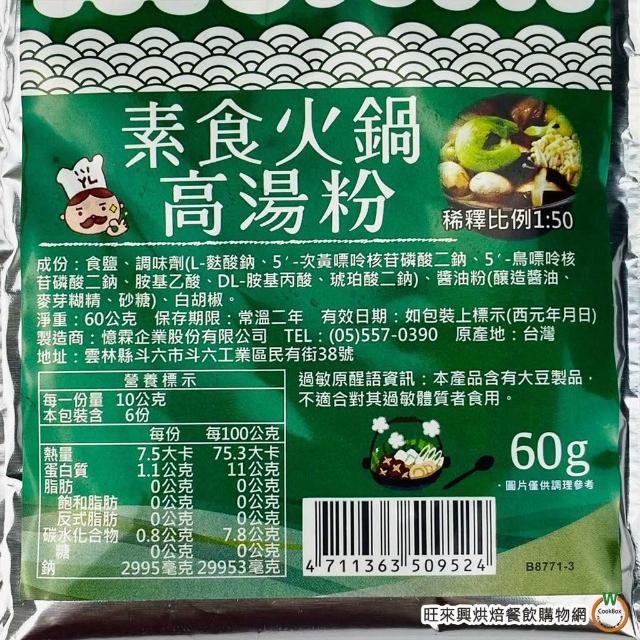 素食火鍋
高湯粉
YL
稀釋比例1:50
成份：食鹽、調味劑(L-麩酸鈉、5´-次黃嘌呤核苷磷酸二鈉、5´-鳥嘌呤核
苷磷酸二鈉、胺基乙酸、DL-胺基丙酸、琥珀酸二鈉)、醬油粉(釀造醬油、
麥芽糊精、砂糖)、白胡椒。
淨重：60公克 保存期限：常溫二年 有效日期：如包裝上標示(西元年月日)
製造商：憶霖企業股份有限公司 TEL：(05)557-0390 原產地：台灣
地址：雲林縣斗六市斗六工業區民有街38號
營養標示
每一份量 10公克
本包裝含 6份
每份 每100公克
熱量 7.5大卡 75.3大卡
蛋白質 1.1公克 11公克
脂肪 0公克 0公克
飽和脂肪 0公克 0公克
反式脂肪 0公克 0公克
碳水化合物 0.8公克 7.8公克
糖 0公克 0公克
鈉 2995毫克 29953毫克
過敏原醒語資訊：本產品含有大豆製品，
不適合對其過敏體質者食用。
60g
·圖片僅供調理參考
4 711363 509524
B8771-3
旺來興烘焙餐飲購物網
W
CookBox